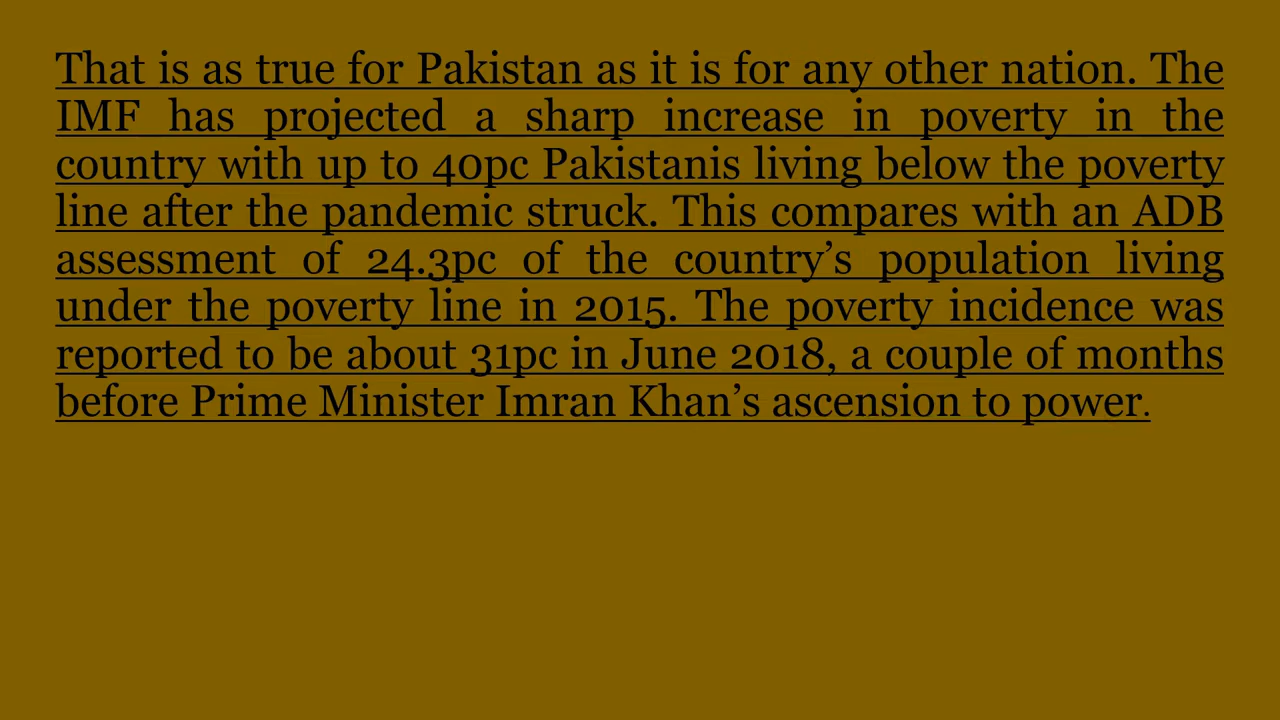 That is as true for Pakistan as it is for any other nation. The
IMF has projected a sharp increase in poverty in the
country with up to 40pc Pakistanis living below the poverty
line after the pandemic struck. This compares with an ADB
assessment of 24.3pc of the country’s population living
under the poverty line in 2015. The poverty incidence was
reported to be about 31pc in June 2018, a couple of months
before Prime Minister Imran Khan’s ascension to power.